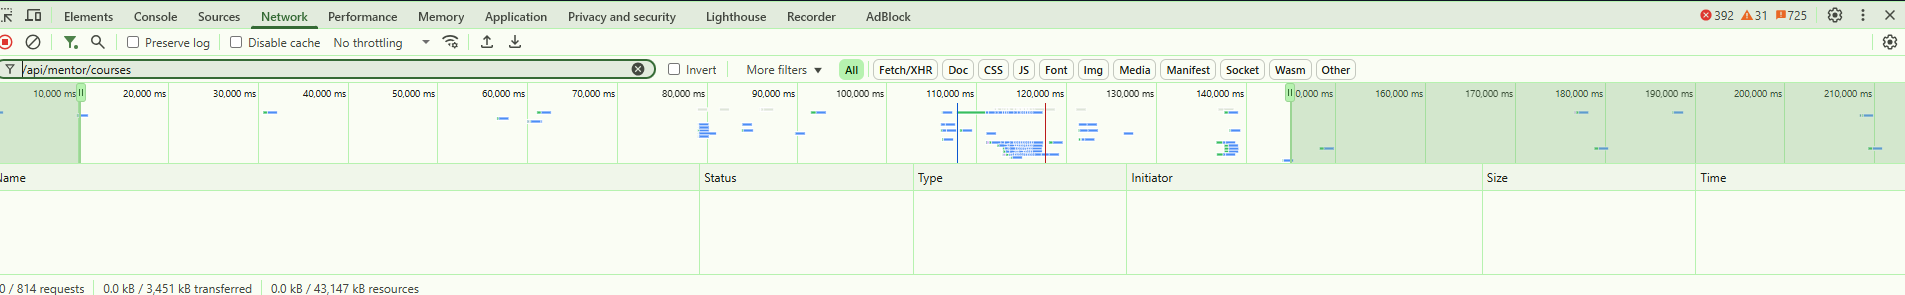 Elements Console Sources Network Performance Memory Application Privacy and security Lighthouse Recorder AdBlock 392 31 725
Preserve log Disable cache No throttling
/api/mentor/courses Invert More filters All Fetch/XHR Doc CSS JS Font Img Media Manifest Socket Wasm Other
10,000 ms 20,000 ms 30,000 ms 40,000 ms 50,000 ms 60,000 ms 70,000 ms 80,000 ms 90,000 ms 100,000 ms 110,000 ms 120,000 ms 130,000 ms 140,000 ms 0,000 ms 160,000 ms 170,000 ms 180,000 ms 190,000 ms 200,000 ms 210,000 ms
Name Status Type Initiator Size Time
0 / 814 requests 0.0 kB / 3,451 kB transferred 0.0 kB / 43,147 kB resources